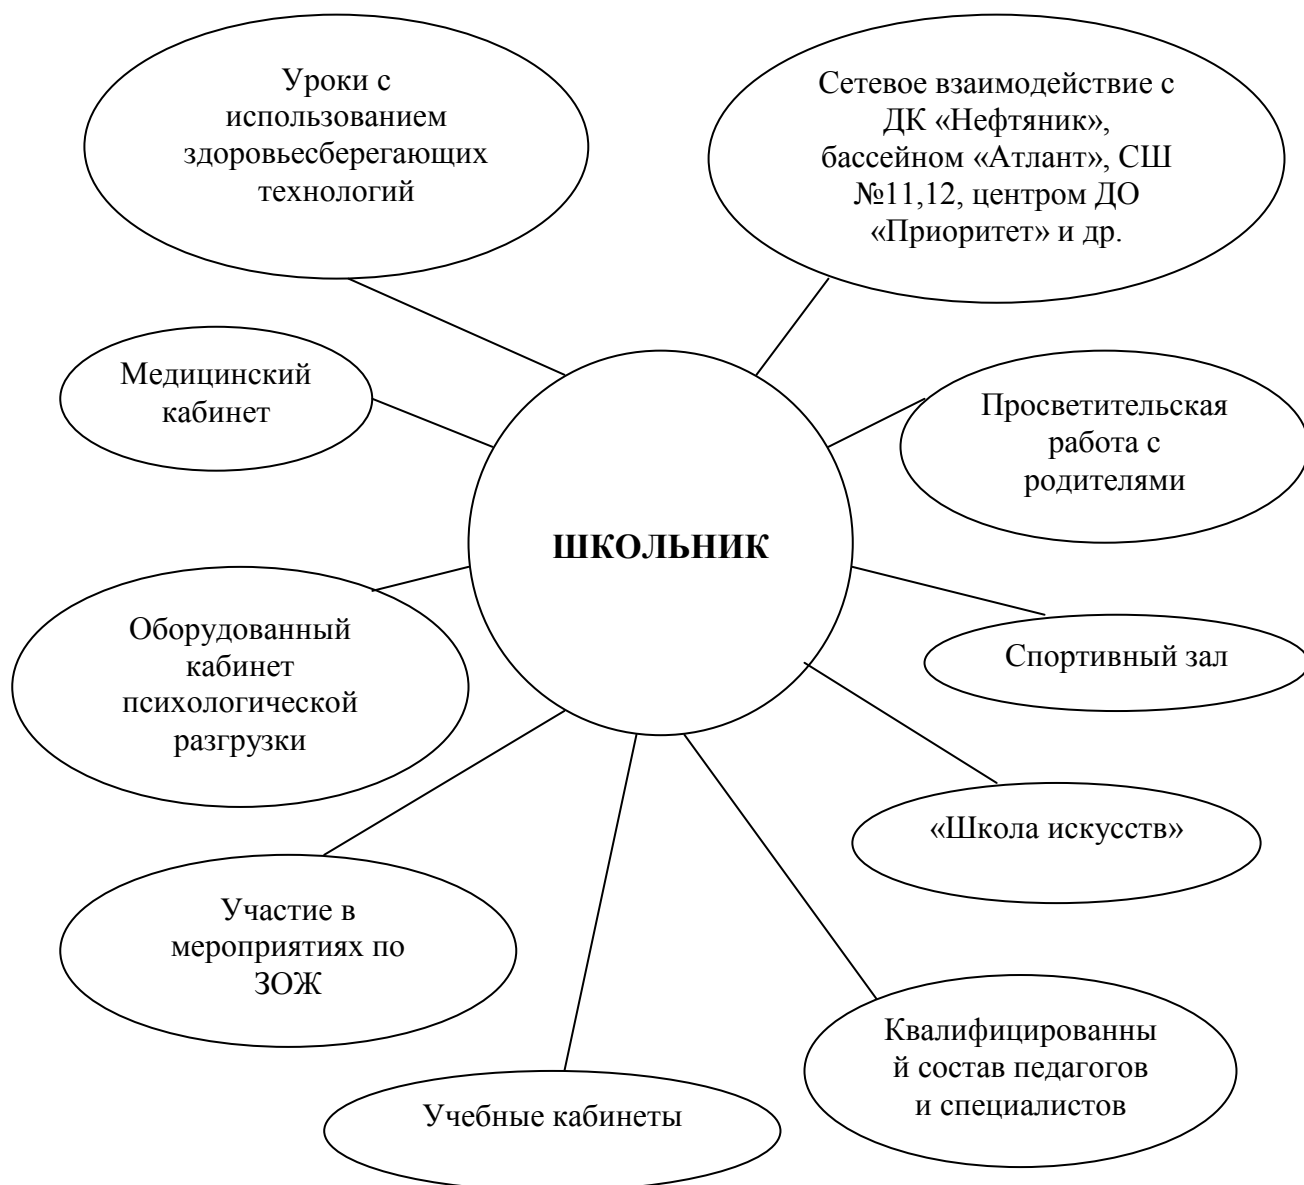 Уроки с
использованием
здоровьесберегающих
технологий
Сетевое взаимодействие с
ДК «Нефтяник»,
бассейном «Атлант», СШ
№11,12, центром ДО
«Приоритет» и др.
Медицинский
кабинет
Просветительская
работа с
родителями
ШКОЛЬНИК
Оборудованный
кабинет
психологической
разгрузки
Спортивный зал
«Школа искусств»
Участие в
мероприятиях по
ЗОЖ
Квалифицированны
й состав педагогов
и специалистов
Учебные кабинеты